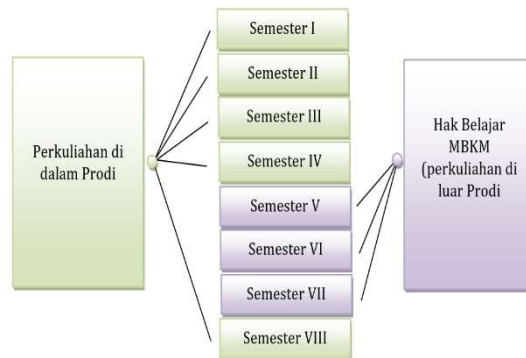 Perkuliahan di
dalam Prodi
Semester I
Semester II
Semester III
Semester IV
Semester V
Semester VI
Semester VII
Semester VIII
Hak Belajar
MBKM
(perkuliahan di
luar Prodi